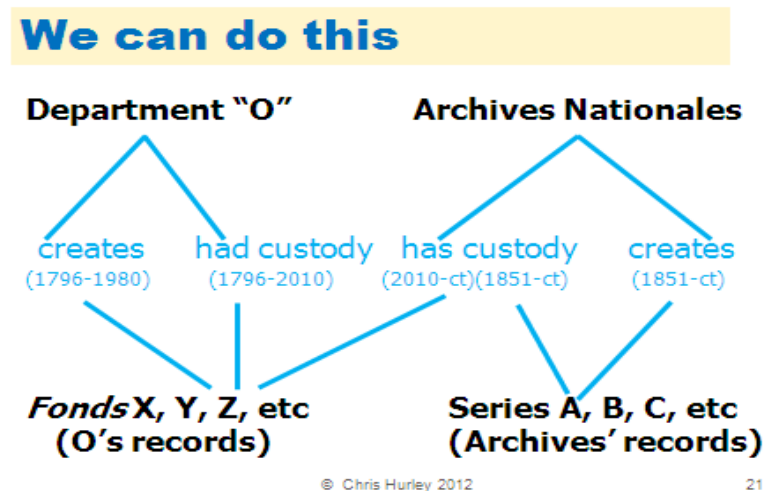 We can do this
Department “O” Archives Nationales
creates had custody has custody creates
(1796-1980) (1796-2010) (2010-ct)(1851-ct) (1851-ct)
Fonds X, Y, Z, etc Series A, B, C, etc
(O’s records) (Archives’ records)
© Chris Hurley 2012 21